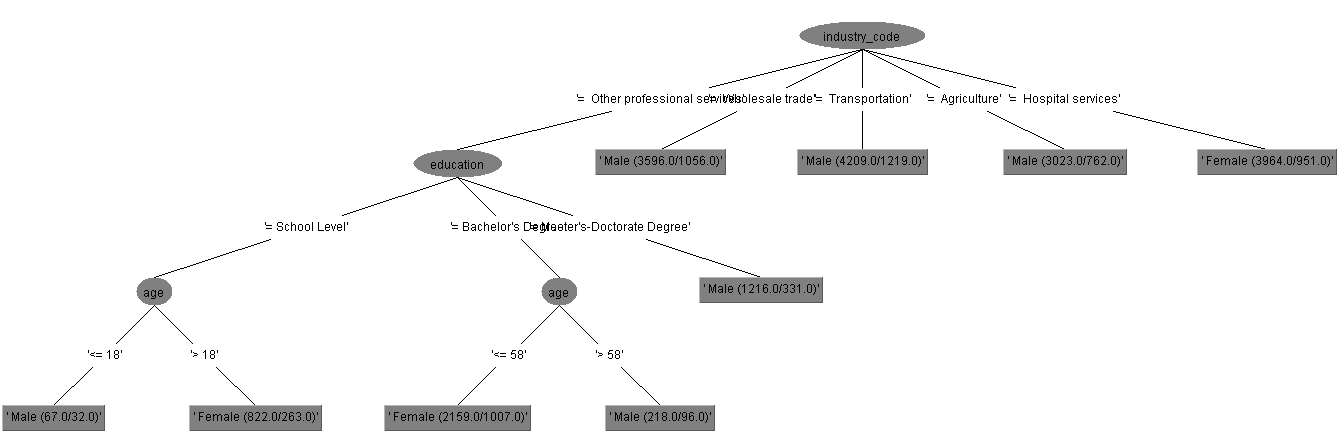 industry_code
'= Other professional services'
'= Wholesale trade'
'= Transportation'
'= Agriculture'
'= Hospital services'
education
' Male (3596.0/1056.0)'
' Male (4209.0/1219.0)'
' Male (3023.0/762.0)'
' Female (3964.0/951.0)'
'= School Level'
'= Bachelor's Degree'
'= Master's-Doctorate Degree'
age
age
' Male (1216.0/331.0)'
'<= 18'
'> 18'
'<= 58'
'> 58'
' Male (67.0/32.0)'
' Female (822.0/263.0)'
' Female (2159.0/1007.0)'
' Male (218.0/96.0)'